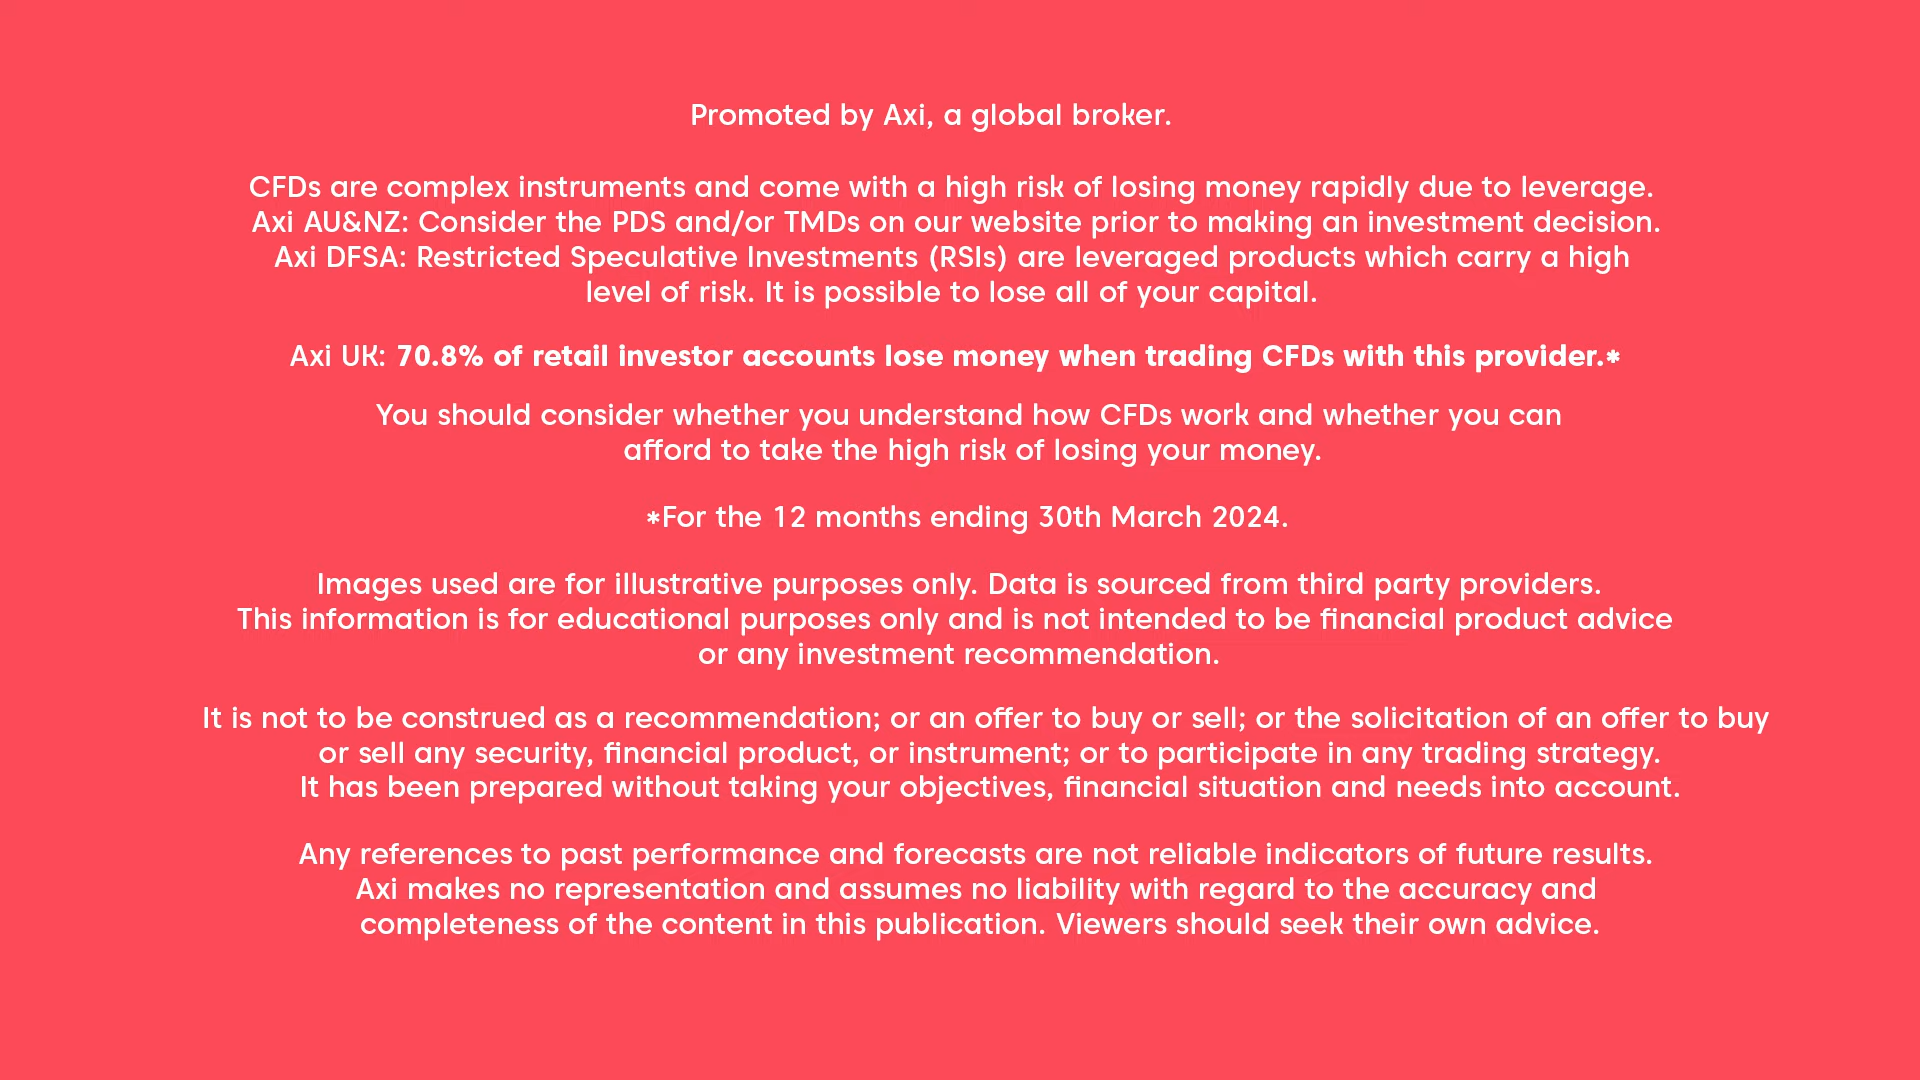 Promoted by Axi, a global broker.
CFDs are complex instruments and come with a high risk of losing money rapidly due to leverage.
Axi AU&NZ: Consider the PDS and/or TMDs on our website prior to making an investment decision.
Axi DFSA: Restricted Speculative Investments (RSIs) are leveraged products which carry a high
level of risk. It is possible to lose all of your capital.
Axi UK: 70.8% of retail investor accounts lose money when trading CFDs with this provider.*
You should consider whether you understand how CFDs work and whether you can
afford to take the high risk of losing your money.
*For the 12 months ending 30th March 2024.
Images used are for illustrative purposes only. Data is sourced from third party providers.
This information is for educational purposes only and is not intended to be financial product advice
or any investment recommendation.
It is not to be construed as a recommendation; or an offer to buy or sell; or the solicitation of an offer to buy
or sell any security, financial product, or instrument; or to participate in any trading strategy.
It has been prepared without taking your objectives, financial situation and needs into account.
Any references to past performance and forecasts are not reliable indicators of future results.
Axi makes no representation and assumes no liability with regard to the accuracy and
completeness of the content in this publication. Viewers should seek their own advice.